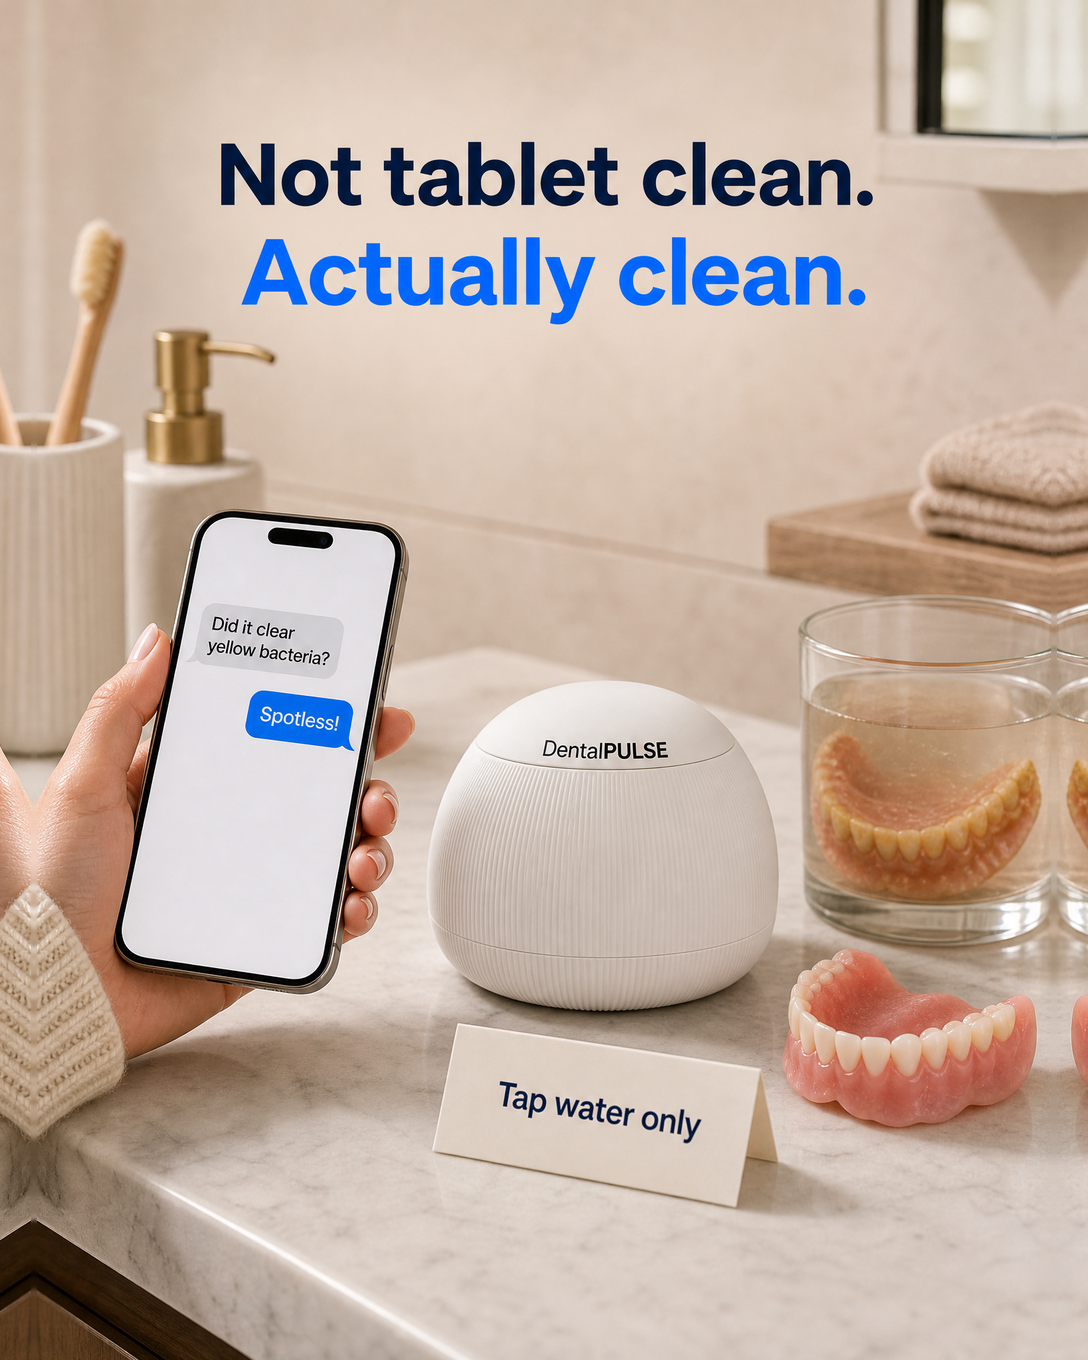 Not tablet clean.
Actually clean.
Did it clear
yellow bacteria?
Spotless!
DentalPULSE
Tap water only